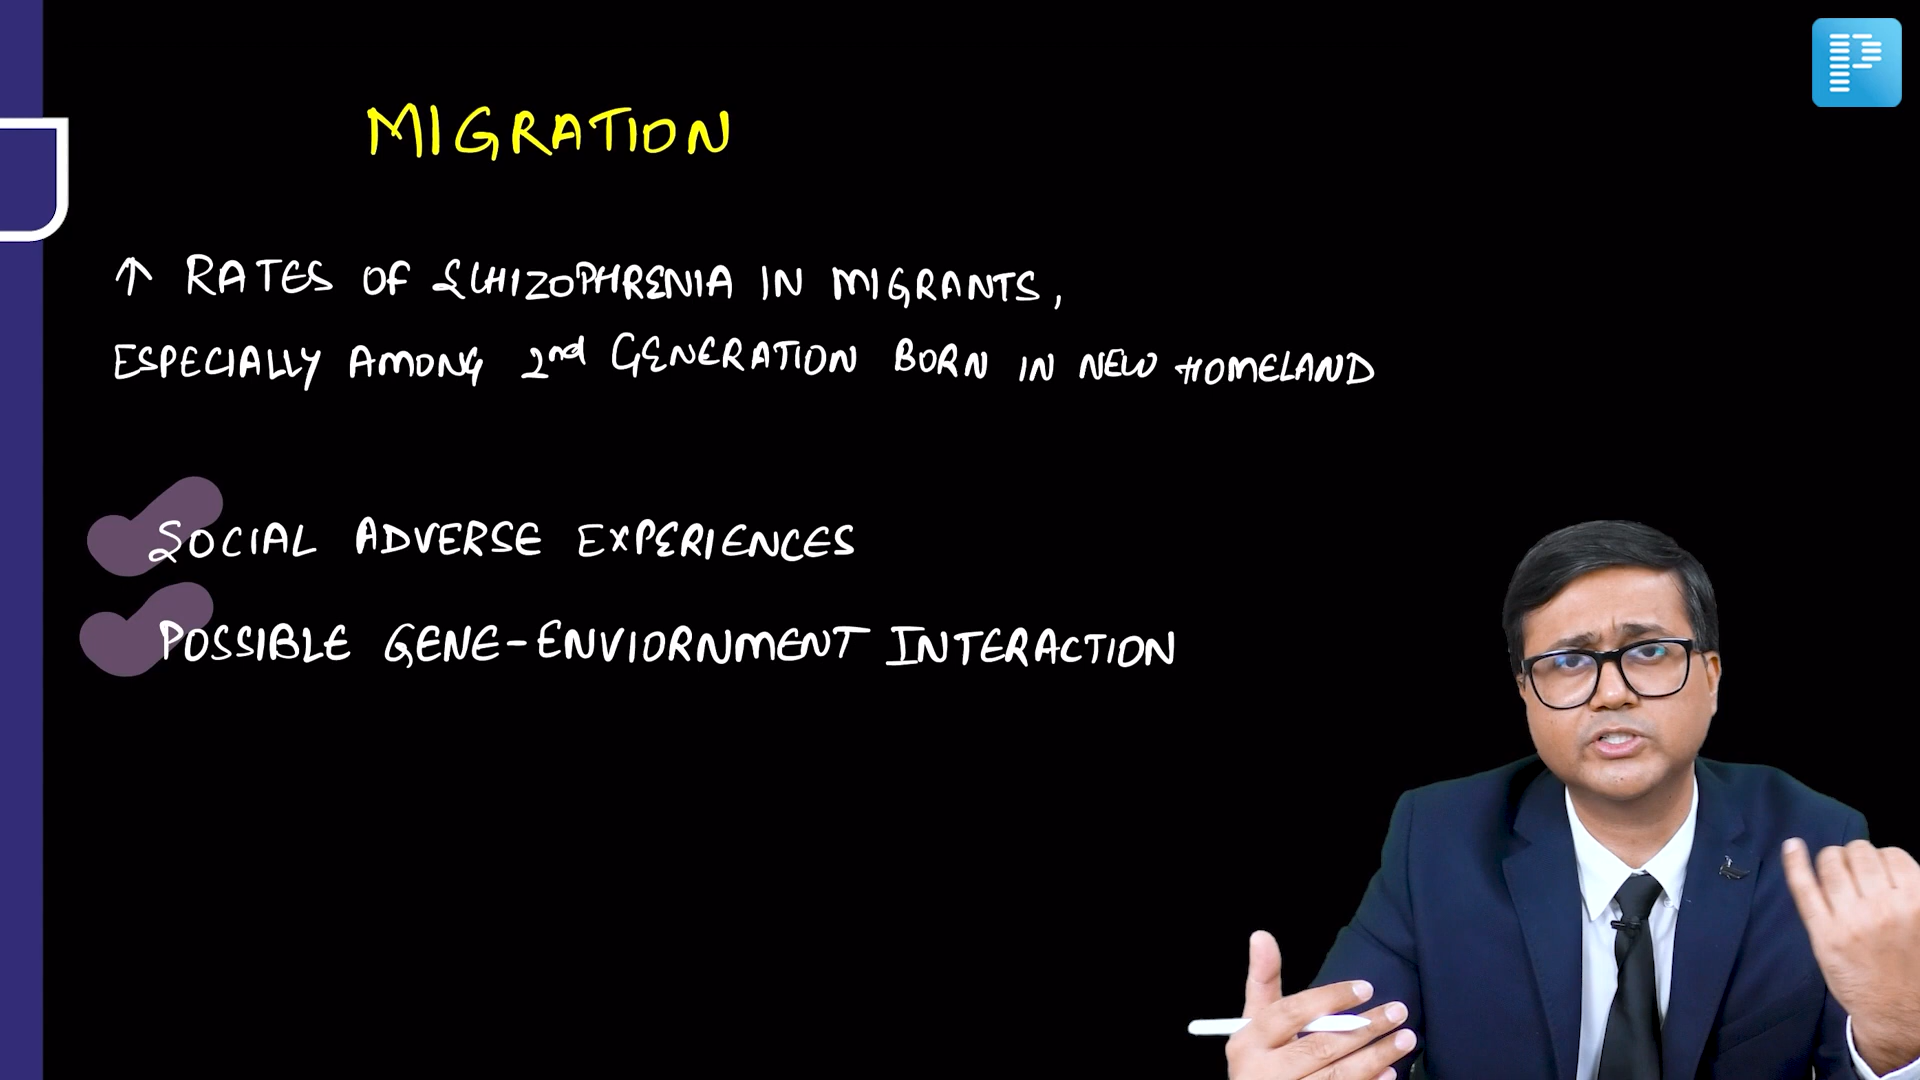 MIGRATION
↑ RATES OF SCHIZOPHRENIA IN MIGRANTS,
ESPECIALLY AMONG 2nd GENERATION BORN IN NEW HOMELAND
SOCIAL ADVERSE EXPERIENCES
POSSIBLE GENE-ENVIORNMENT INTERACTION